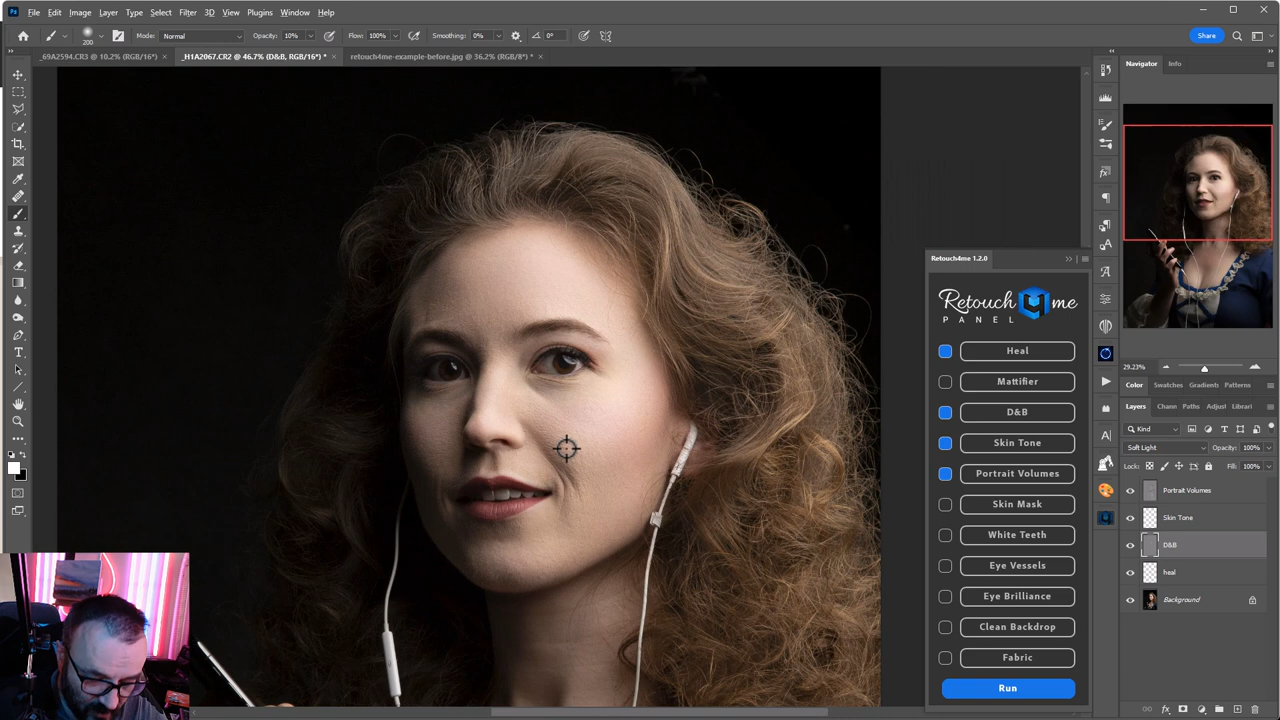 Ps File Edit Image Layer Type Select Filter 3D View Plugins Window Help
200 Mode: Normal Opacity: 10% Flow: 100% Smoothing: 0% 0° Share
_69A2594.CR3 @ 10.2% (RGB/16*) × _H1A2067.CR2 @ 46.7% (D&B, RGB/16*) * × retouch4me-example-before.jpg @ 36.2% (RGB/8*) * ×
Navigator Info
29.23%
Color Swatches Gradients Patterns
Layers Chann Paths Adjust Librari
Kind
Soft Light Opacity: 100%
Lock: Fill: 100%
Portrait Volumes
Skin Tone
D&B
heal
Background
Retouch4me 1.2.0
Retouch4me
PANEL
Heal
Mattifier
D&B
Skin Tone
Portrait Volumes
Skin Mask
White Teeth
Eye Vessels
Eye Brilliance
Clean Backdrop
Fabric
Run